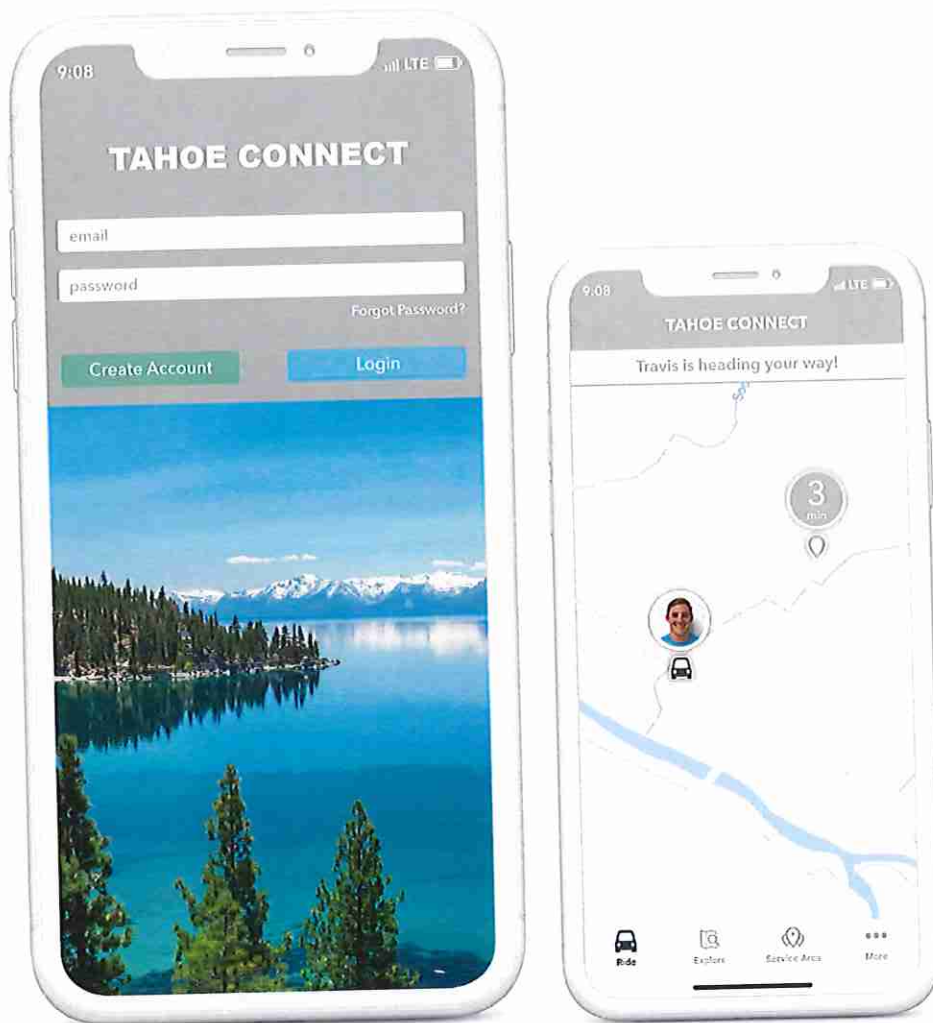 9:08 LTE
TAHOE CONNECT
email
password
Forgot Password?
Create Account Login
9:08 LTE
TAHOE CONNECT
Travis is heading your way!
3
min
Ride Explore Service Area More